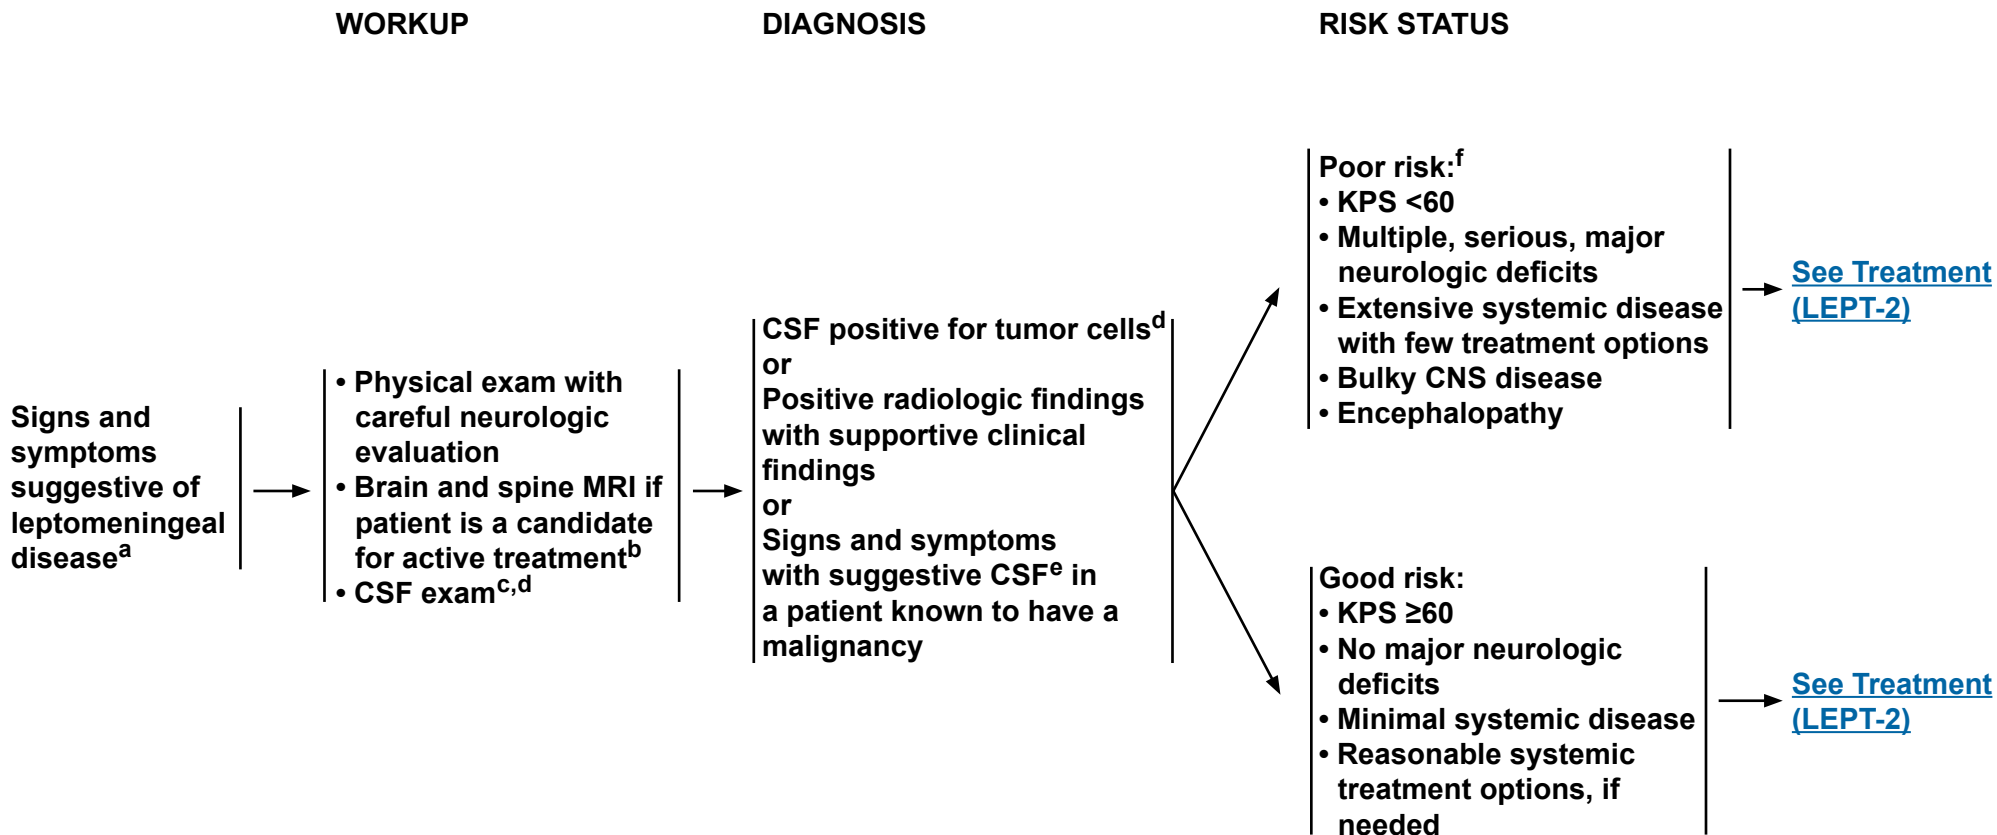 WORKUP
DIAGNOSIS
RISK STATUS
Signs and
symptoms
suggestive of
leptomeningeal
diseaseᵃ
• Physical exam with
careful neurologic
evaluation
• Brain and spine MRI if
patient is a candidate
for active treatmentᵇ
• CSF examᶜ,ᵈ
CSF positive for tumor cellsᵈ
or
Positive radiologic findings
with supportive clinical
findings
or
Signs and symptoms
with suggestive CSFᵉ in
a patient known to have a
malignancy
Poor risk:ᶠ
• KPS <60
• Multiple, serious, major
neurologic deficits
• Extensive systemic disease
with few treatment options
• Bulky CNS disease
• Encephalopathy
See Treatment
(LEPT-2)
Good risk:
• KPS ≥60
• No major neurologic
deficits
• Minimal systemic disease
• Reasonable systemic
treatment options, if
needed
See Treatment
(LEPT-2)